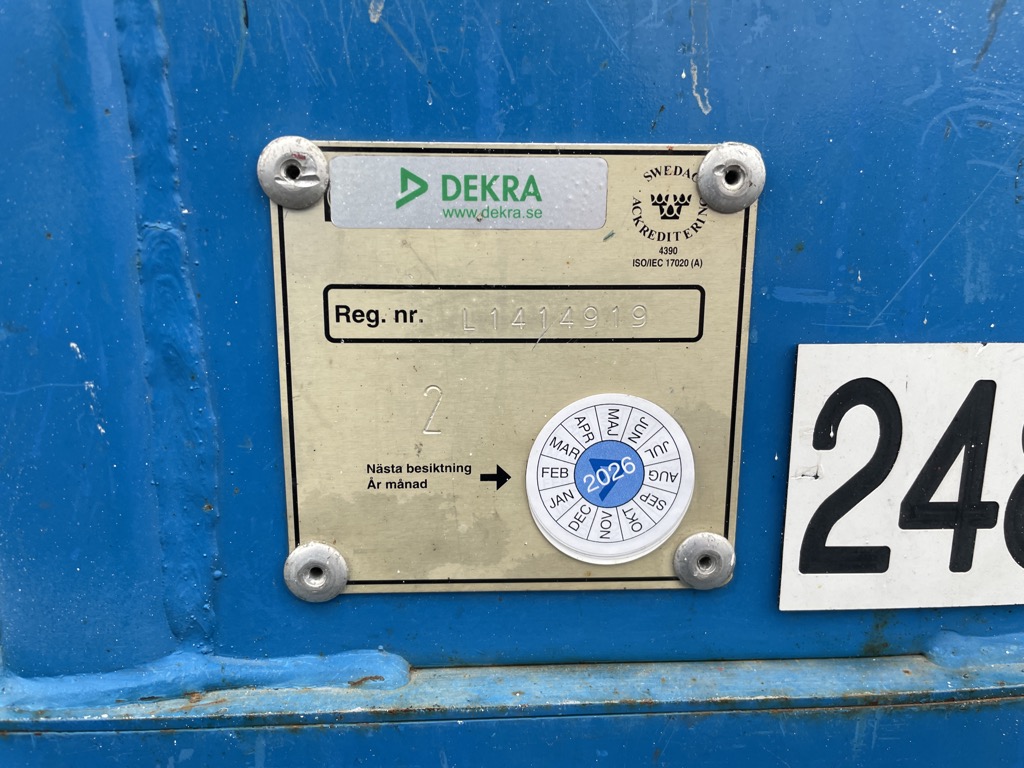 DEKRA
www.dekra.se
SWEDAC
ACKREDITERING
4390
ISO/IEC 17020 (A)
Reg. nr. L1414919
2
Nästa besiktning
År månad
JAN
FEB
MAR
APR
MAJ
JUN
JUL
AUG
SEP
OKT
NOV
DEC
2026
248